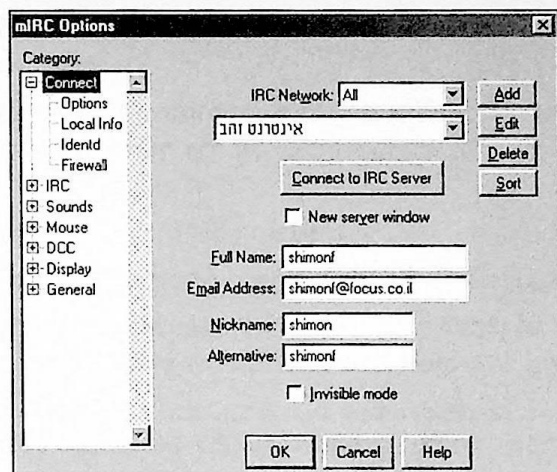 mIRC Options
Category:
Connect
Options
Local Info
Identd
Firewall
IRC
Sounds
Mouse
DCC
Display
General
IRC Network: All
אינטרנט זהב
Add
Edit
Delete
Sort
Connect to IRC Server
New server window
Full Name: shimonf
Email Address: shimonf@focus.co.il
Nickname: shimon
Alternative: shimonf
Invisible mode
OK Cancel Help